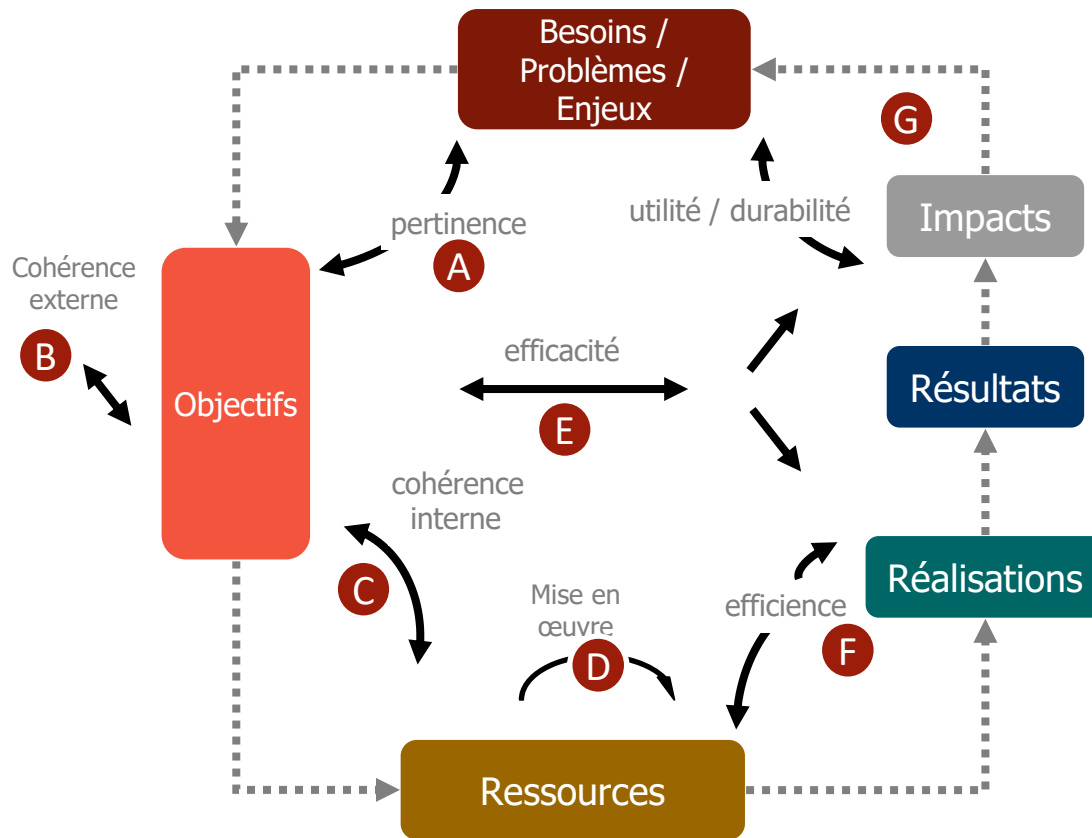 Besoins /
Problèmes /
Enjeux
G
utilité / durabilité
Impacts
pertinence
A
Cohérence
externe
B
Objectifs
efficacité
E
Résultats
cohérence
interne
C
Mise en
œuvre
D
efficience
F
Réalisations
Ressources